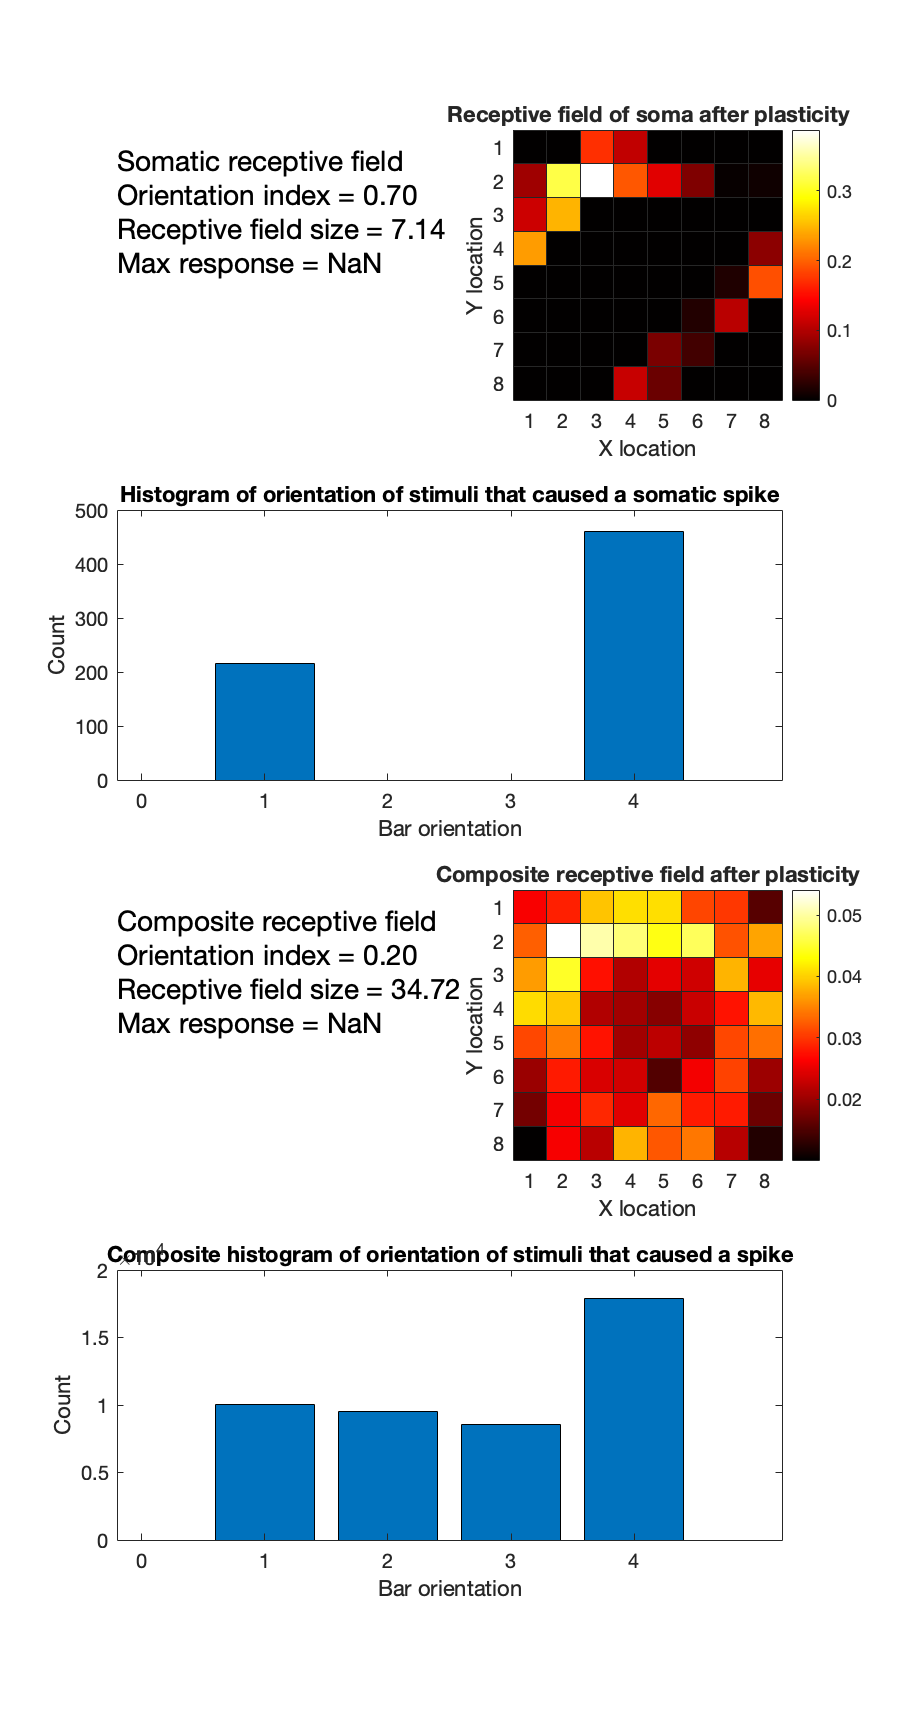 Receptive field of soma after plasticity
Somatic receptive field
Orientation index = 0.70
Receptive field size = 7.14
Max response = NaN
Y location
1
2
3
4
5
6
7
8
1 2 3 4 5 6 7 8
X location
0.3
0.2
0.1
0
Histogram of orientation of stimuli that caused a somatic spike
Count
500
400
300
200
100
0
0 1 2 3 4
Bar orientation
Composite receptive field after plasticity
Composite receptive field
Orientation index = 0.20
Receptive field size = 34.72
Max response = NaN
Y location
1
2
3
4
5
6
7
8
1 2 3 4 5 6 7 8
X location
0.05
0.04
0.03
0.02
Composite histogram of orientation of stimuli that caused a spike
×10^4
Count
2
1.5
1
0.5
0
0 1 2 3 4
Bar orientation